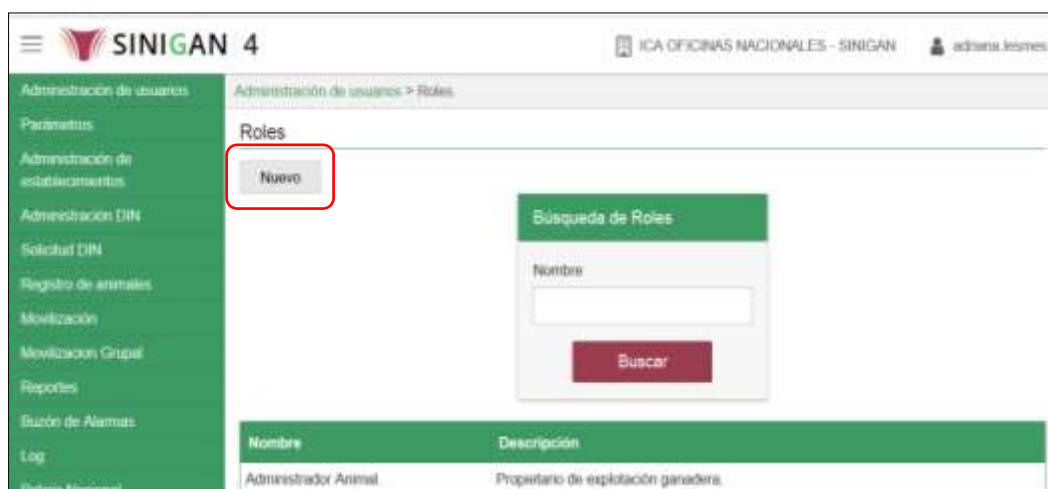 SINIGAN 4
ICA OFICINAS NACIONALES - SINIGAN
adriana.lesmes
Administración de usuarios
Parámetros
Administración de
establecimientos
Administración DIN
Solicitud DIN
Registro de animales
Movilización
Movilizacion Grupal
Reportes
Buzón de Alarmas
Log
Administración de usuarios > Roles
Roles
Nuevo
Búsqueda de Roles
Nombre
Buscar
Nombre Descripción
Administrador Animal. Propietario de explotación ganadera.